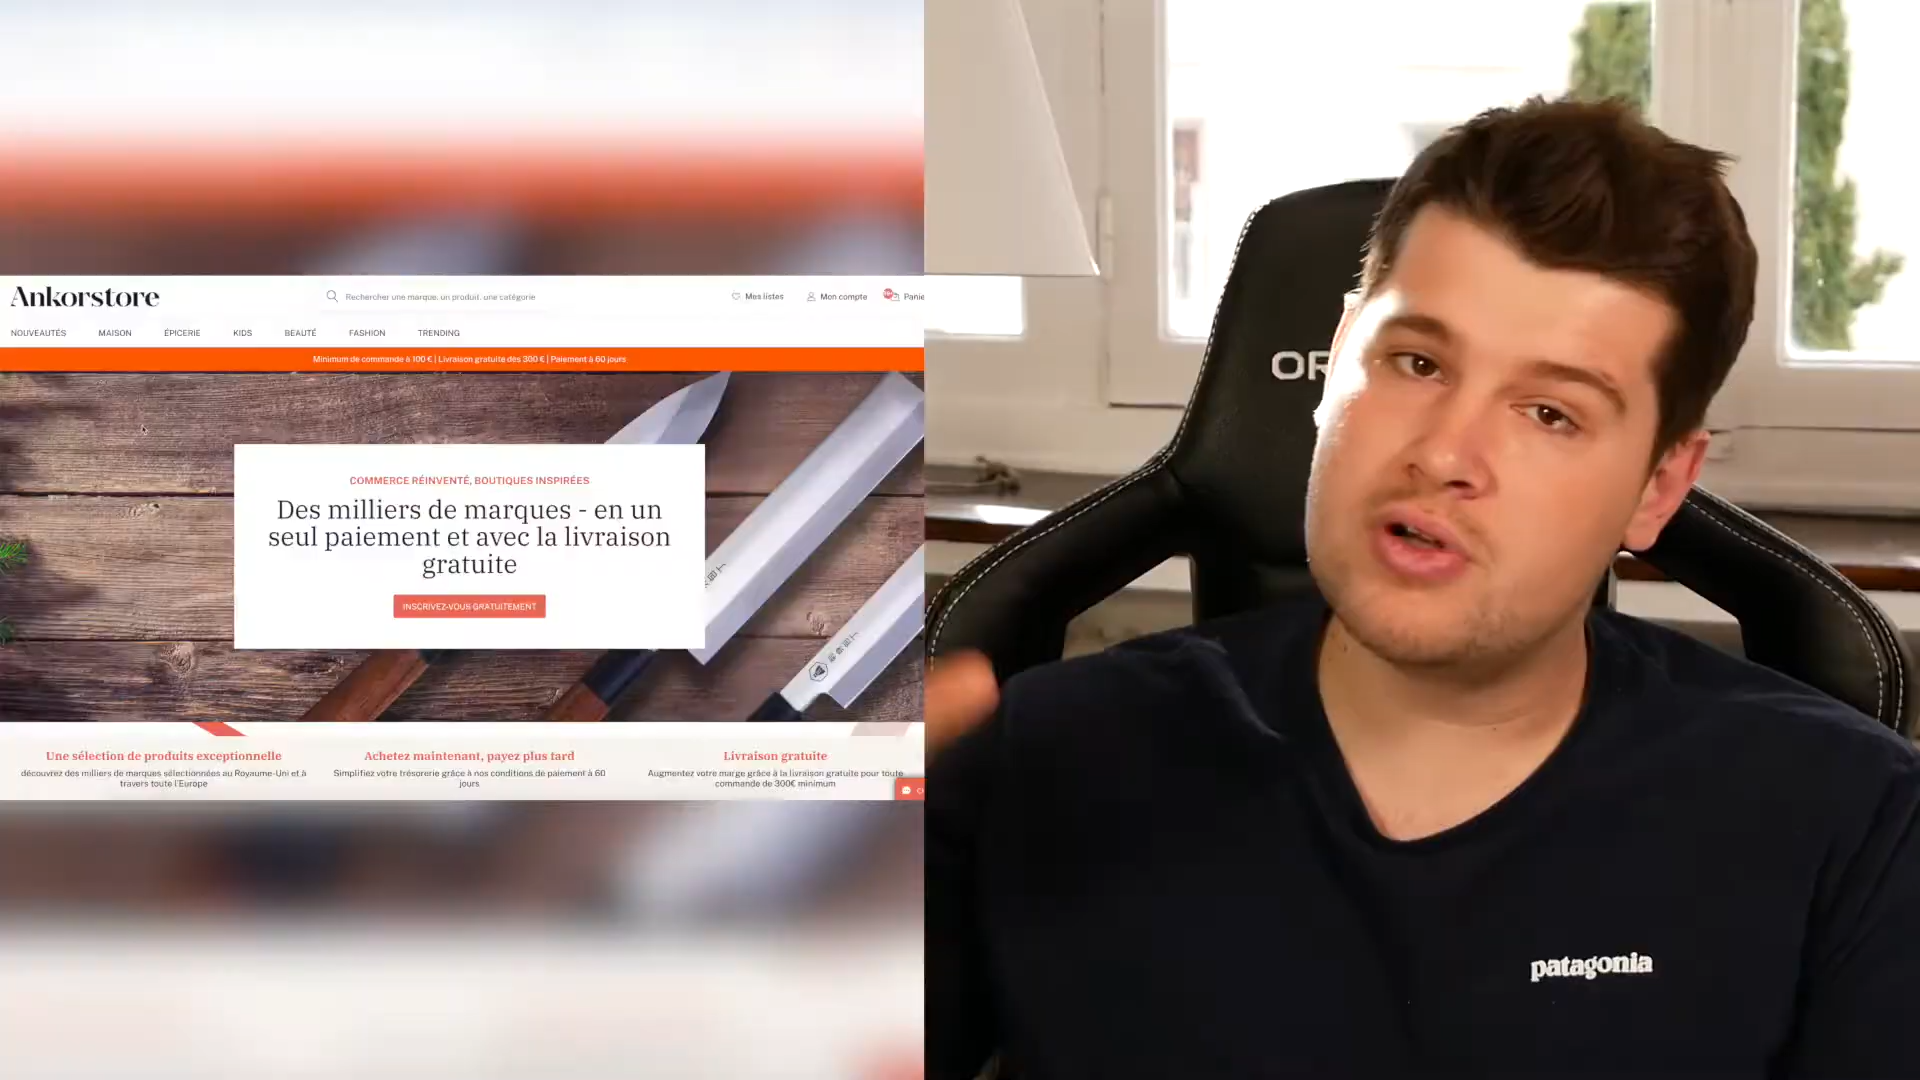 Ankorstore
Rechercher une marque, un produit, une catégorie
Mes listes
Mon compte
NOUVEAUTÉS MAISON ÉPICERIE KIDS BEAUTÉ FASHION TRENDING
Minimum de commande à 100 € | Livraison gratuite dès 300 € | Paiement à 60 jours
COMMERCE RÉINVENTÉ, BOUTIQUES INSPIRÉES
Des milliers de marques - en un
seul paiement et avec la livraison
gratuite
INSCRIVEZ-VOUS GRATUITEMENT
Une sélection de produits exceptionnelle
découvrez des milliers de marques sélectionnées au Royaume-Uni et à
travers toute l'Europe
Achetez maintenant, payez plus tard
Simplifiez votre trésorerie grâce à nos conditions de paiement à 60
jours
Livraison gratuite
Augmentez votre marge grâce à la livraison gratuite pour toute
commande de 300€ minimum
OR
patagonia